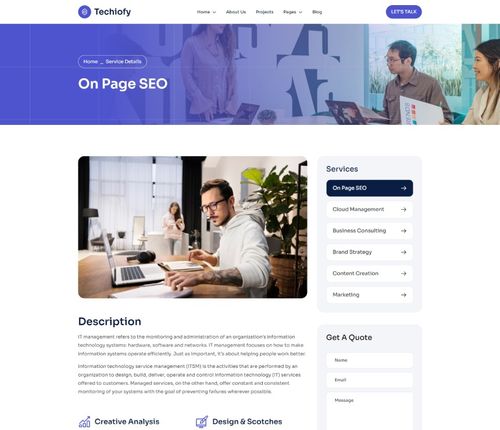 Techiofy
Home
About Us
Projects
Pages
Blog
LET'S TALK
Home _ Service Details
On Page SEO
Services
On Page SEO
Cloud Management
Business Consulting
Brand Strategy
Content Creation
Marketing
Description
IT management refers to the monitoring and administration of an organization's information
technology systems: hardware, software and networks. IT management focuses on how to make
information systems operate efficiently. Just as important, it's about helping people work better.
Information technology service management (ITSM) is the activities that are performed by an
organization to design, build, deliver, operate and control information technology (IT) services
offered to customers. Managed services, on the other hand, offer constant and consistent
monitoring of your systems with the goal of preventing failures wherever possible.
Creative Analysis
Design & Scotches
Get A Quote
Name
Email
Message